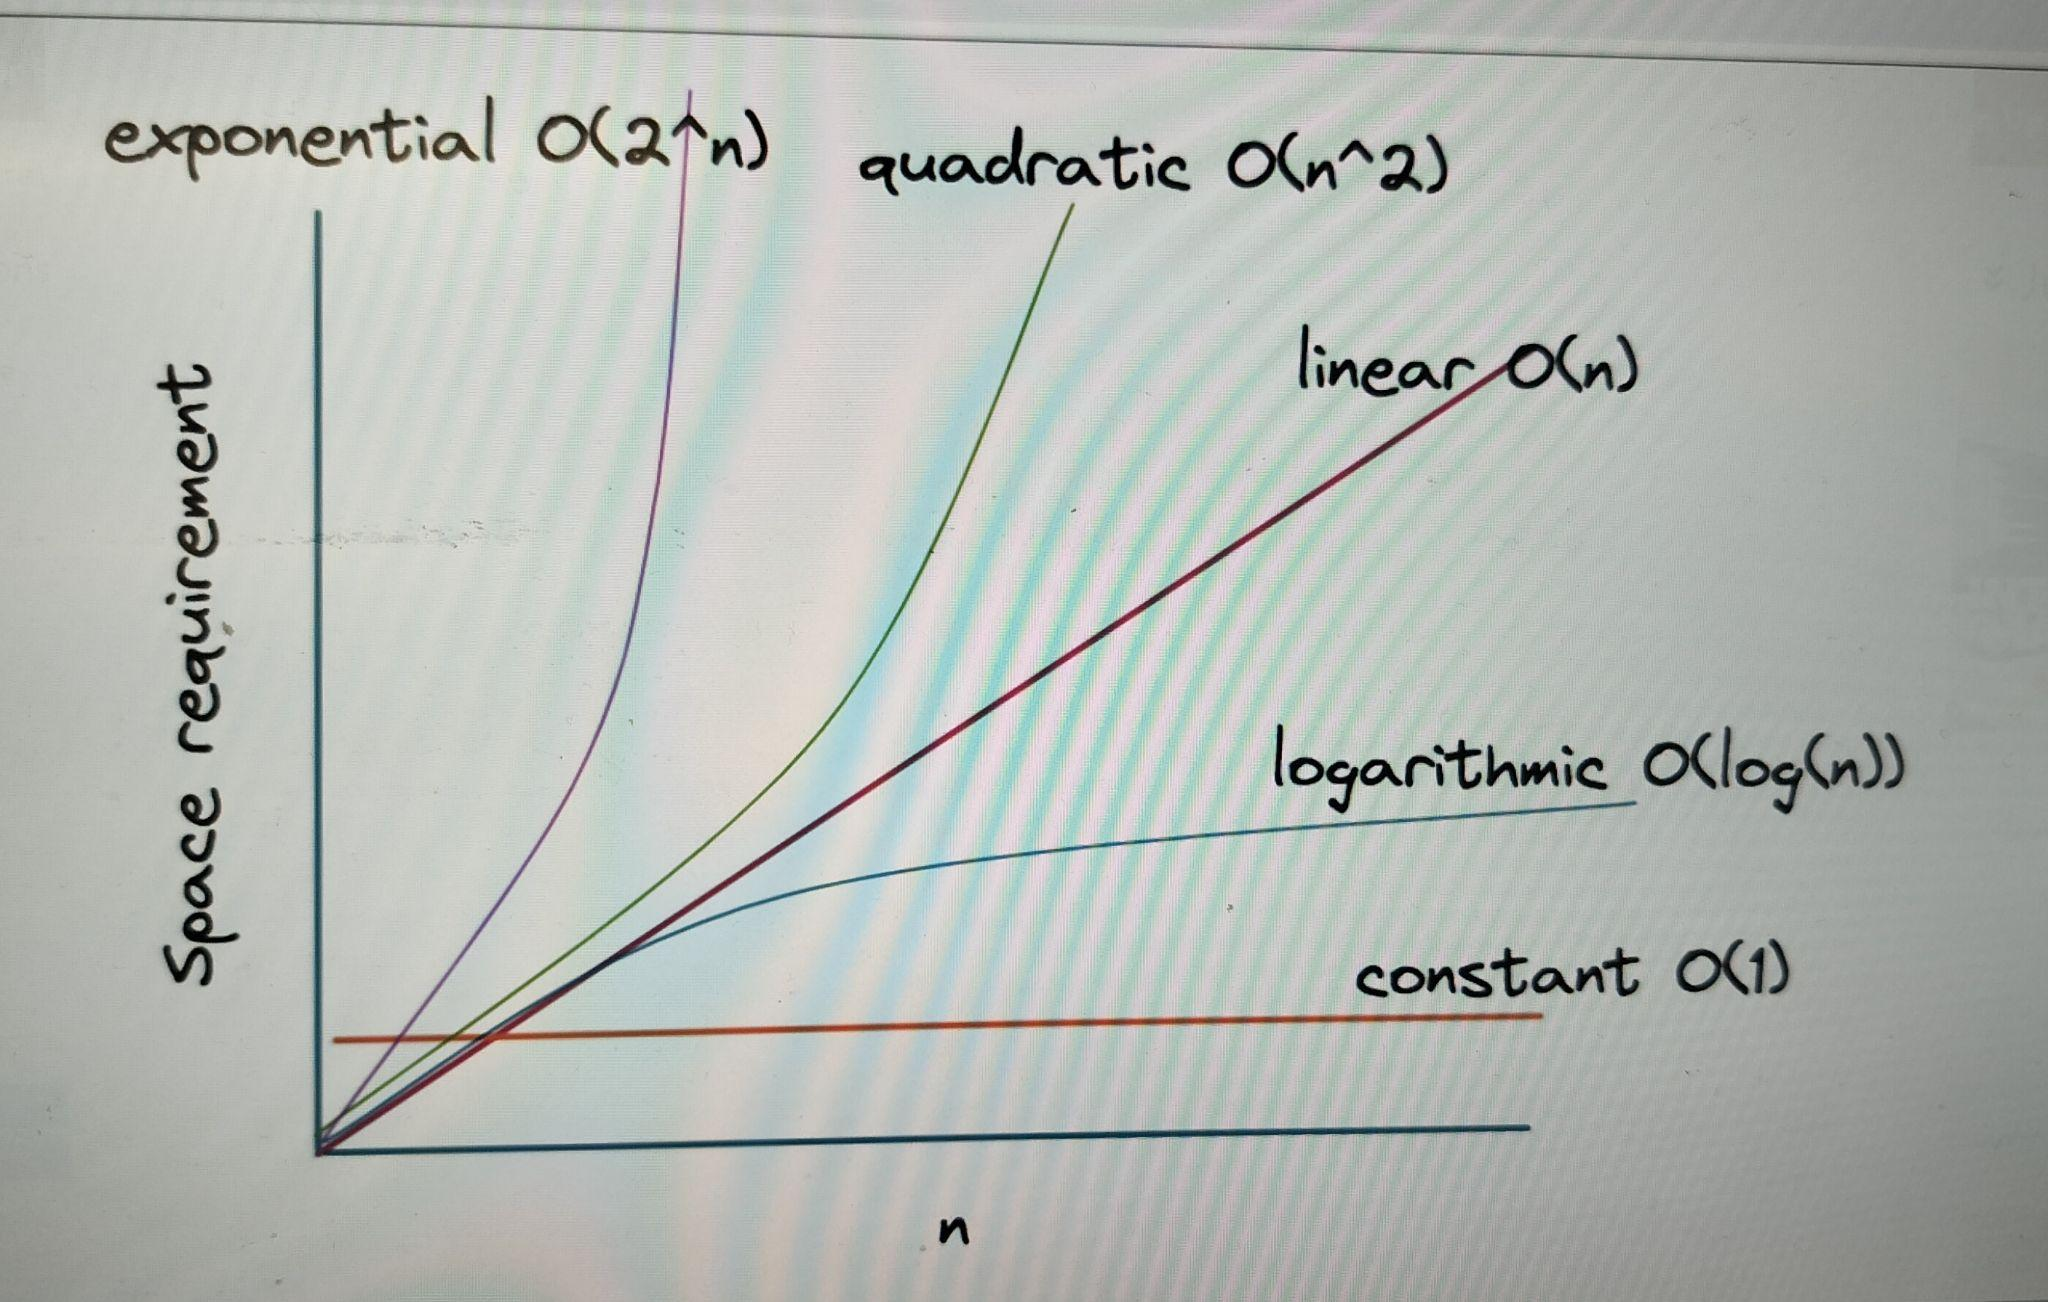 exponential O(2^n)
quadratic O(n^2)
linear O(n)
Space requirement
logarithmic O(log(n))
constant O(1)
n